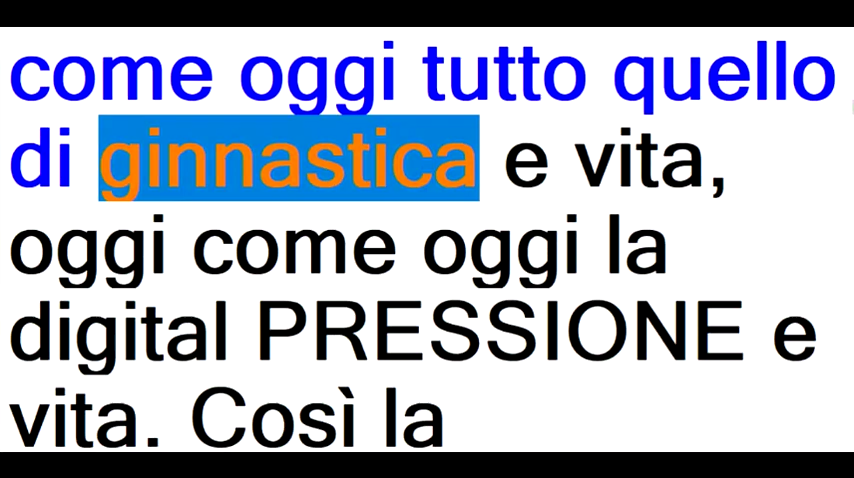 come oggi tutto quello
di ginnastica e vita,
oggi come oggi la
digital PRESSIONE e
vita. Così la